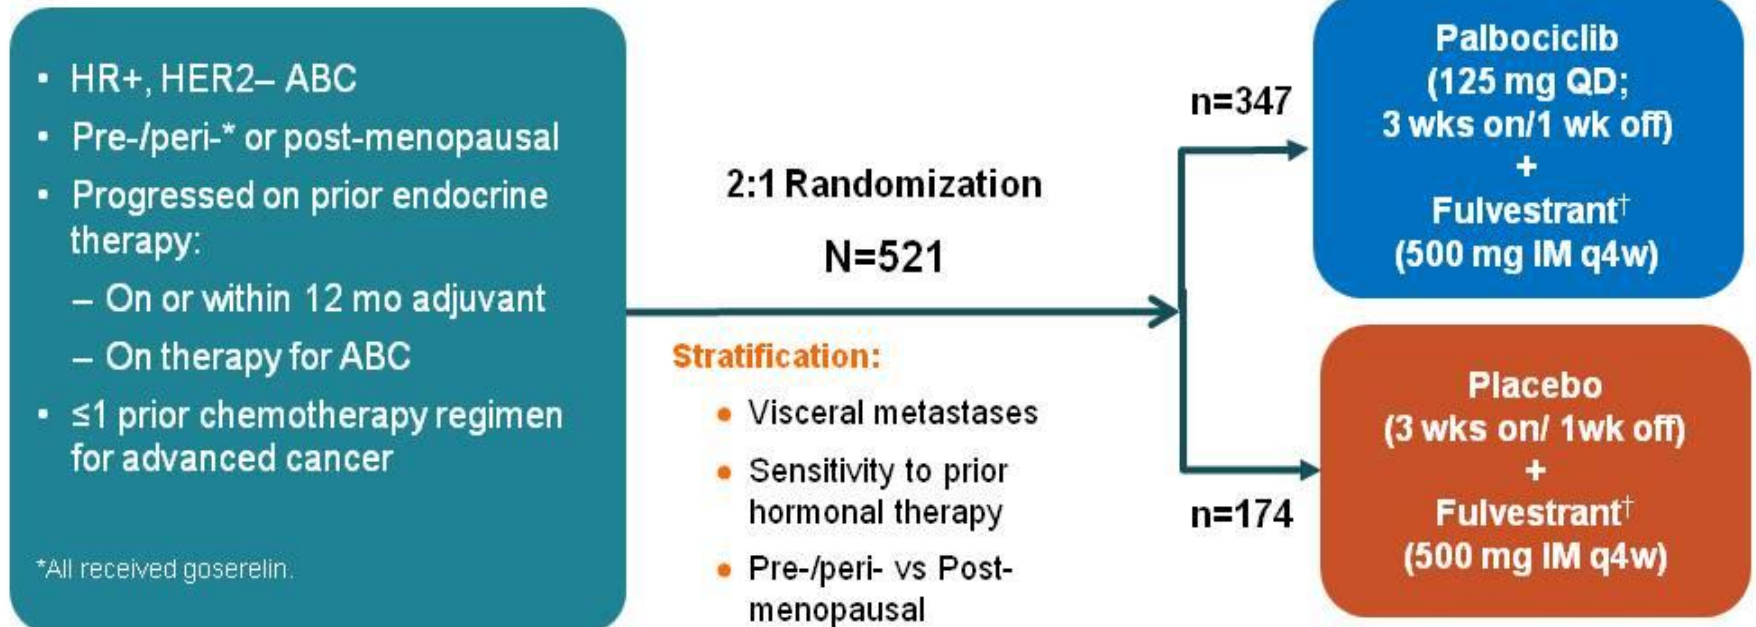 • HR+, HER2– ABC
• Pre-/peri-* or post-menopausal
• Progressed on prior endocrine
therapy:
– On or within 12 mo adjuvant
– On therapy for ABC
• ≤1 prior chemotherapy regimen
for advanced cancer
*All received goserelin.
2:1 Randomization
N=521
Stratification:
• Visceral metastases
• Sensitivity to prior
hormonal therapy
• Pre-/peri- vs Post-
menopausal
n=347
Palbociclib
(125 mg QD;
3 wks on/1 wk off)
+
Fulvestrant†
(500 mg IM q4w)
n=174
Placebo
(3 wks on/ 1wk off)
+
Fulvestrant†
(500 mg IM q4w)